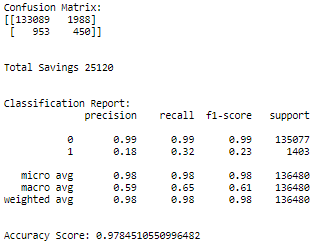 Confusion Matrix:
[[133089 1988]
[ 953 450]]
Total Savings 25120
Classification Report:
precision recall f1-score support
0 0.99 0.99 0.99 135077
1 0.18 0.32 0.23 1403
micro avg 0.98 0.98 0.98 136480
macro avg 0.59 0.65 0.61 136480
weighted avg 0.98 0.98 0.98 136480
Accuracy Score: 0.9784510550996482